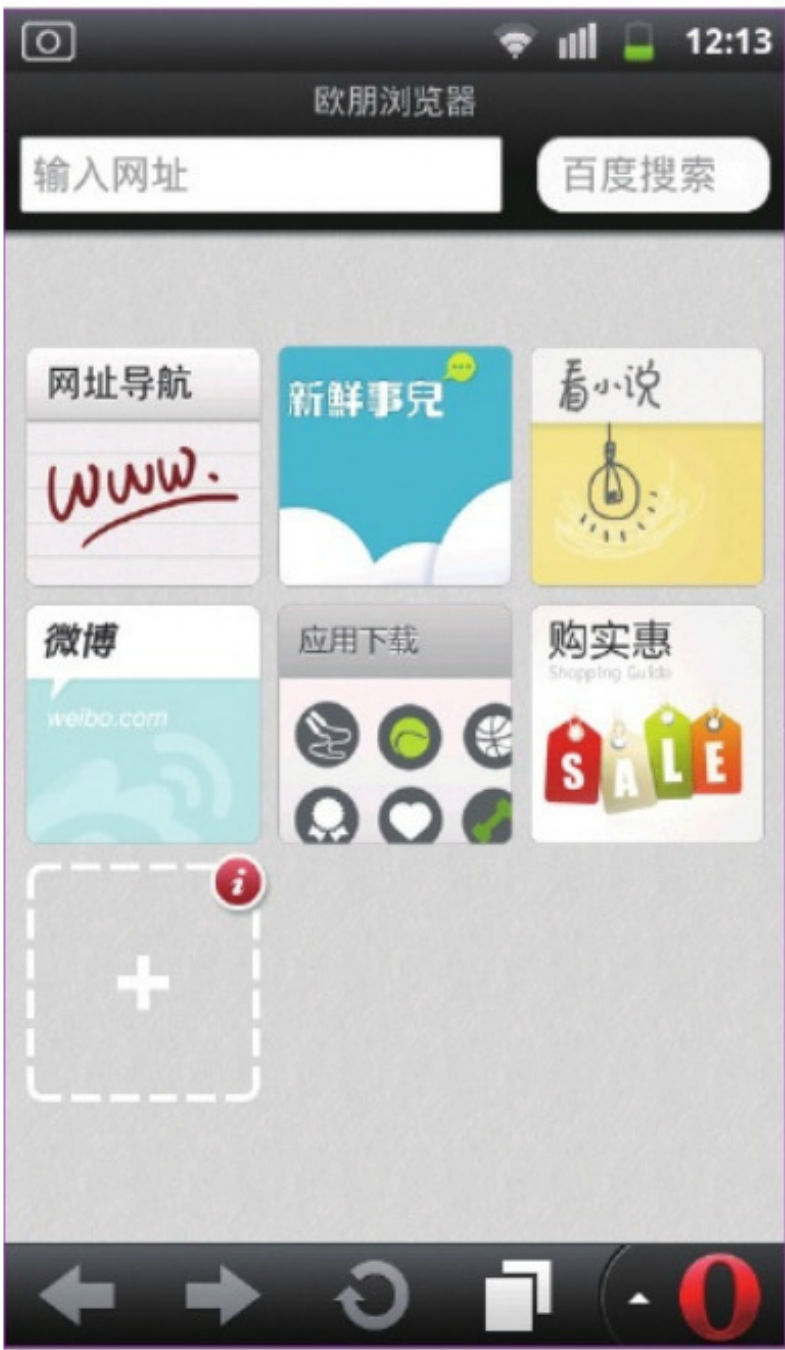 12:13
欧朋浏览器
输入网址 百度搜索
网址导航
www.
新鮮事兒
看小说
微博
weibo.com
应用下载
购实惠
Shopping Guide
SALE
i